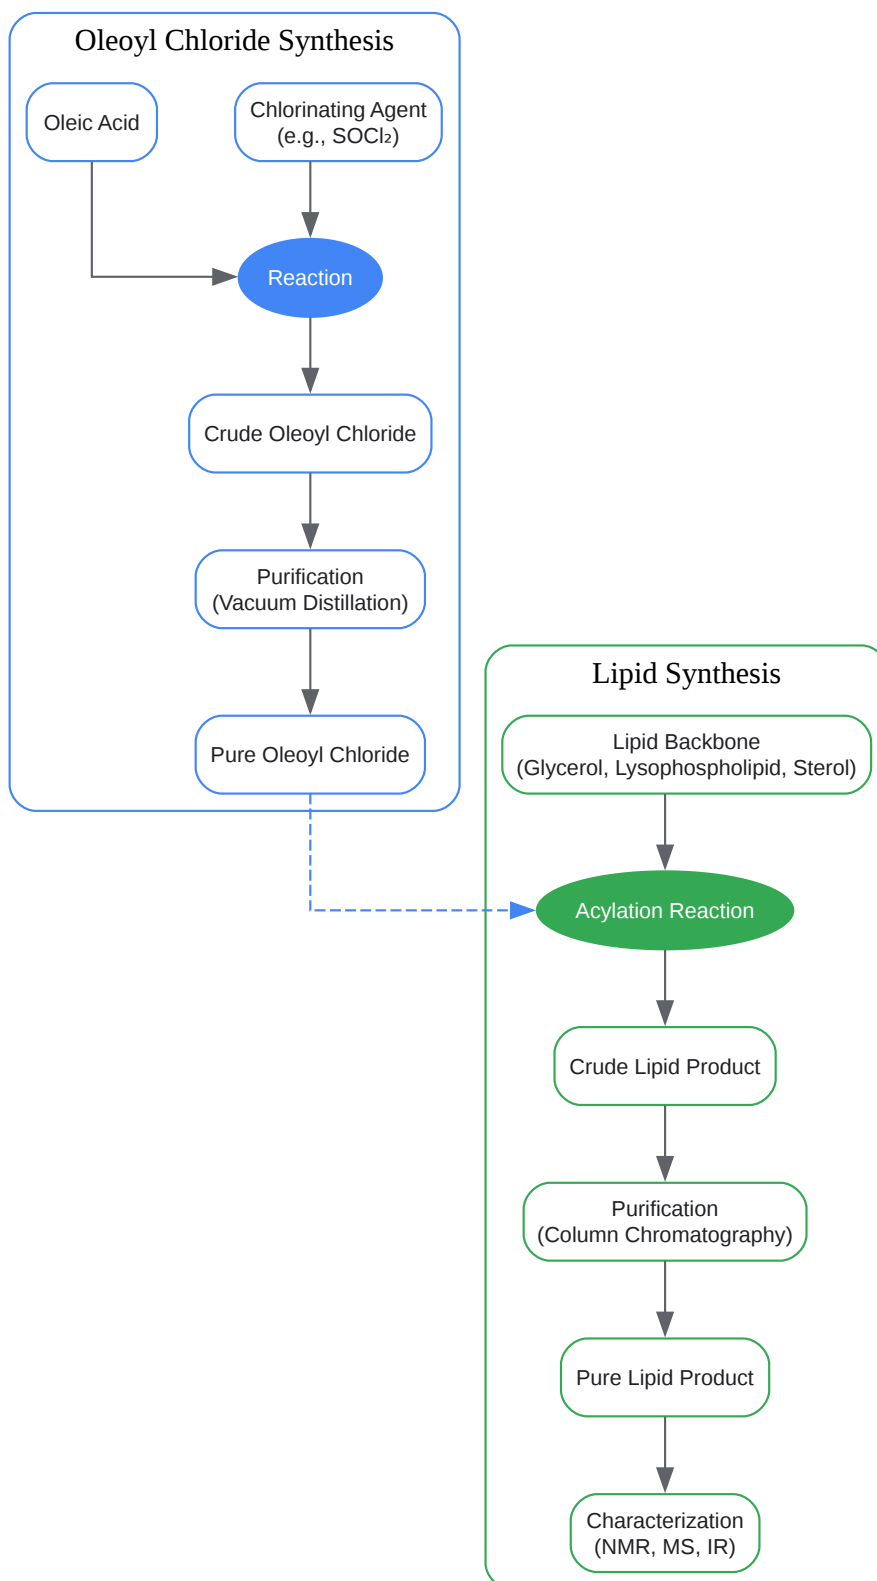 Oleoyl Chloride Synthesis
Oleic Acid
Chlorinating Agent
(e.g., SOCl₂)
Reaction
Crude Oleoyl Chloride
Purification
(Vacuum Distillation)
Pure Oleoyl Chloride
Lipid Synthesis
Lipid Backbone
(Glycerol, Lysophospholipid, Sterol)
Acylation Reaction
Crude Lipid Product
Purification
(Column Chromatography)
Pure Lipid Product
Characterization
(NMR, MS, IR)